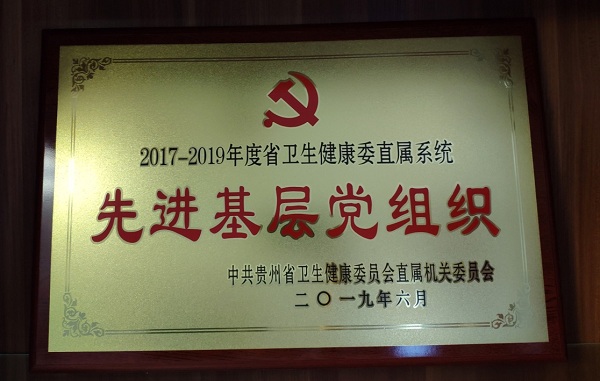 2017-2019年度省卫生健康委直属系统
先进基层党组织
中共贵州省卫生健康委员会直属机关委员会
二〇一九年六月